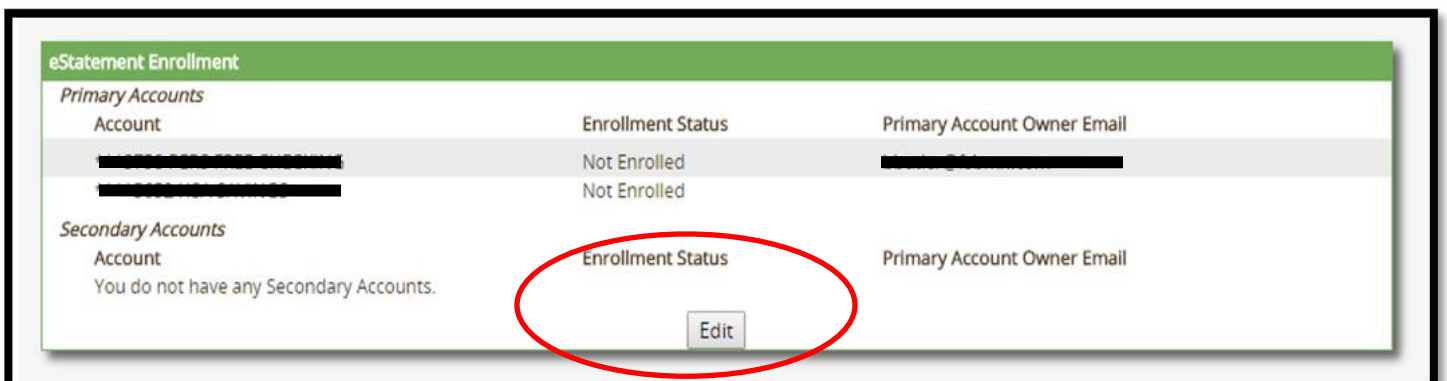 eStatement Enrollment
Primary Accounts
Account Enrollment Status Primary Account Owner Email
Not Enrolled
Not Enrolled
Secondary Accounts
Account Enrollment Status Primary Account Owner Email
You do not have any Secondary Accounts.
Edit